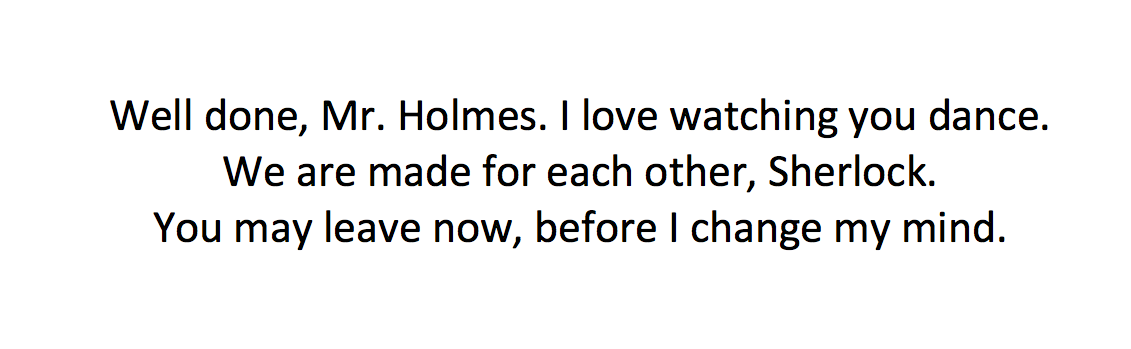 Well done, Mr. Holmes. I love watching you dance.
We are made for each other, Sherlock.
You may leave now, before I change my mind.